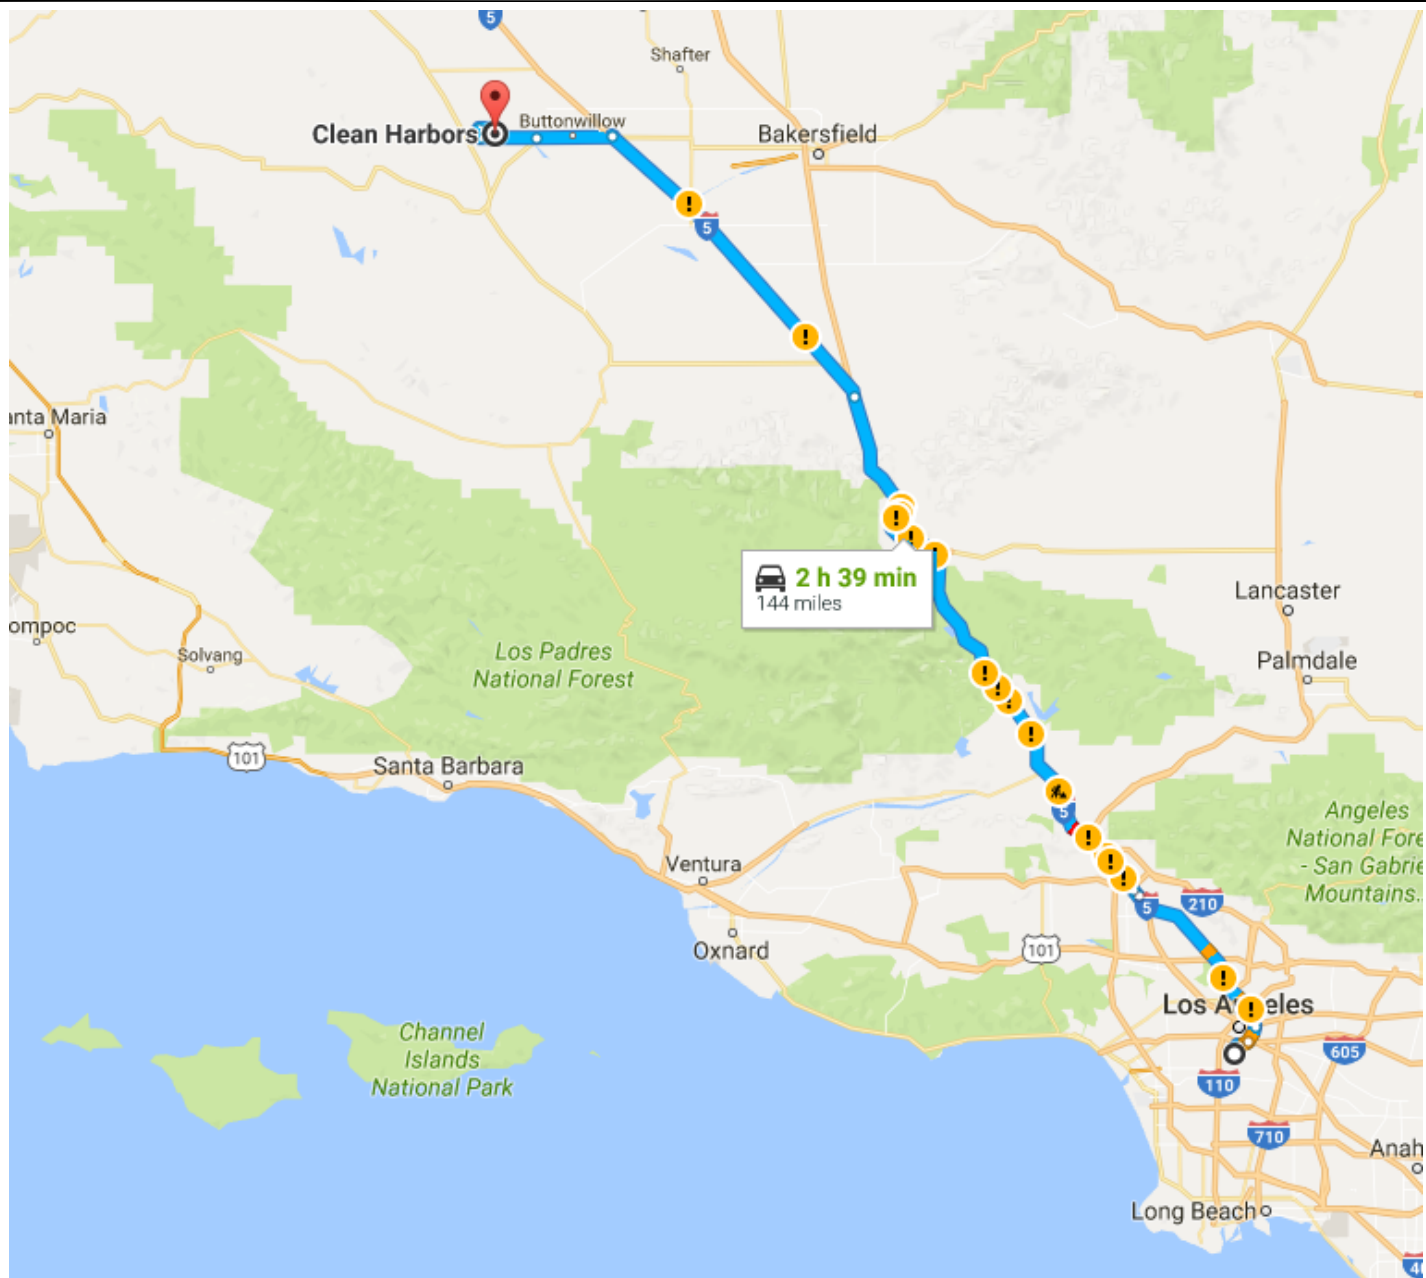 5
Shafter
Buttonwillow
Clean Harbors
Bakersfield
5
anta Maria
2 h 39 min
144 miles
Lancaster
ompoc
Solvang
Los Padres
National Forest
Palmdale
101
Santa Barbara
5
Angeles
National Fore
- San Gabrie
Mountains...
Ventura
5
210
Oxnard
101
Los A eles
Channel
Islands
National Park
605
110
710
Anah
Long Beach
40